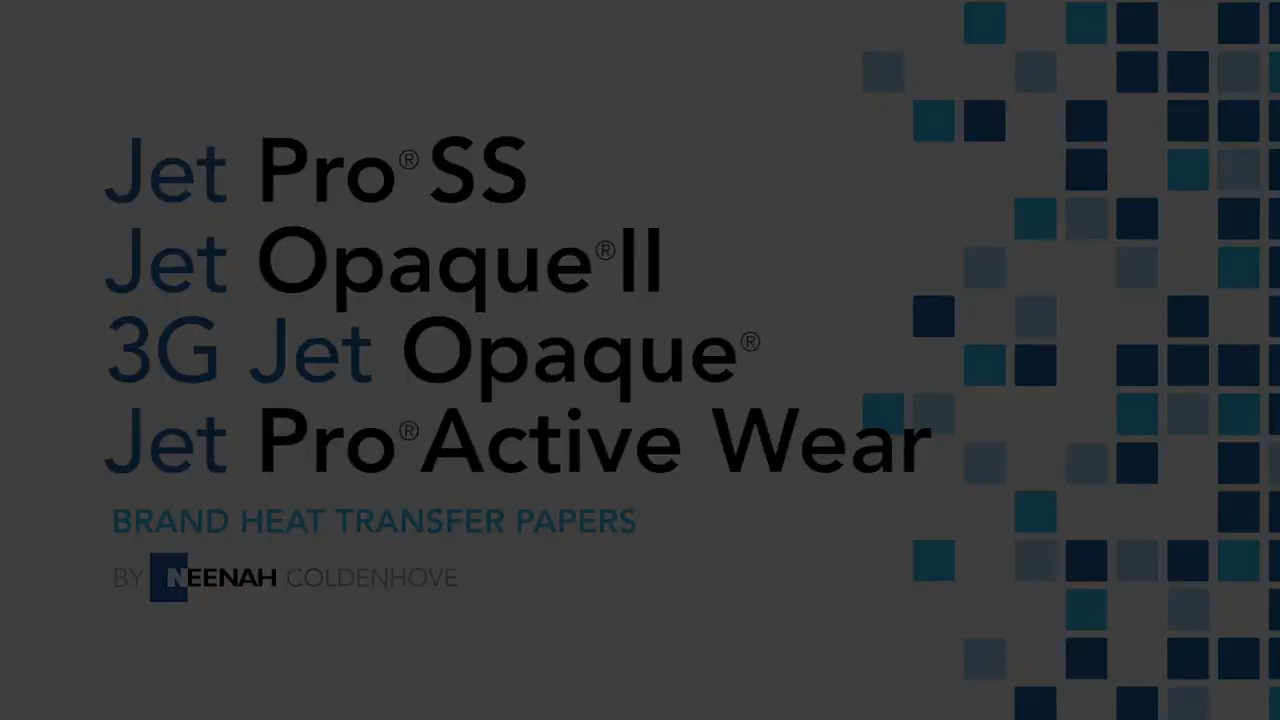 Jet Pro® SS
Jet Opaque® II
3G Jet Opaque®
Jet Pro® Active Wear
BRAND HEAT TRANSFER PAPERS
BY NEENAH COLDENHOVE